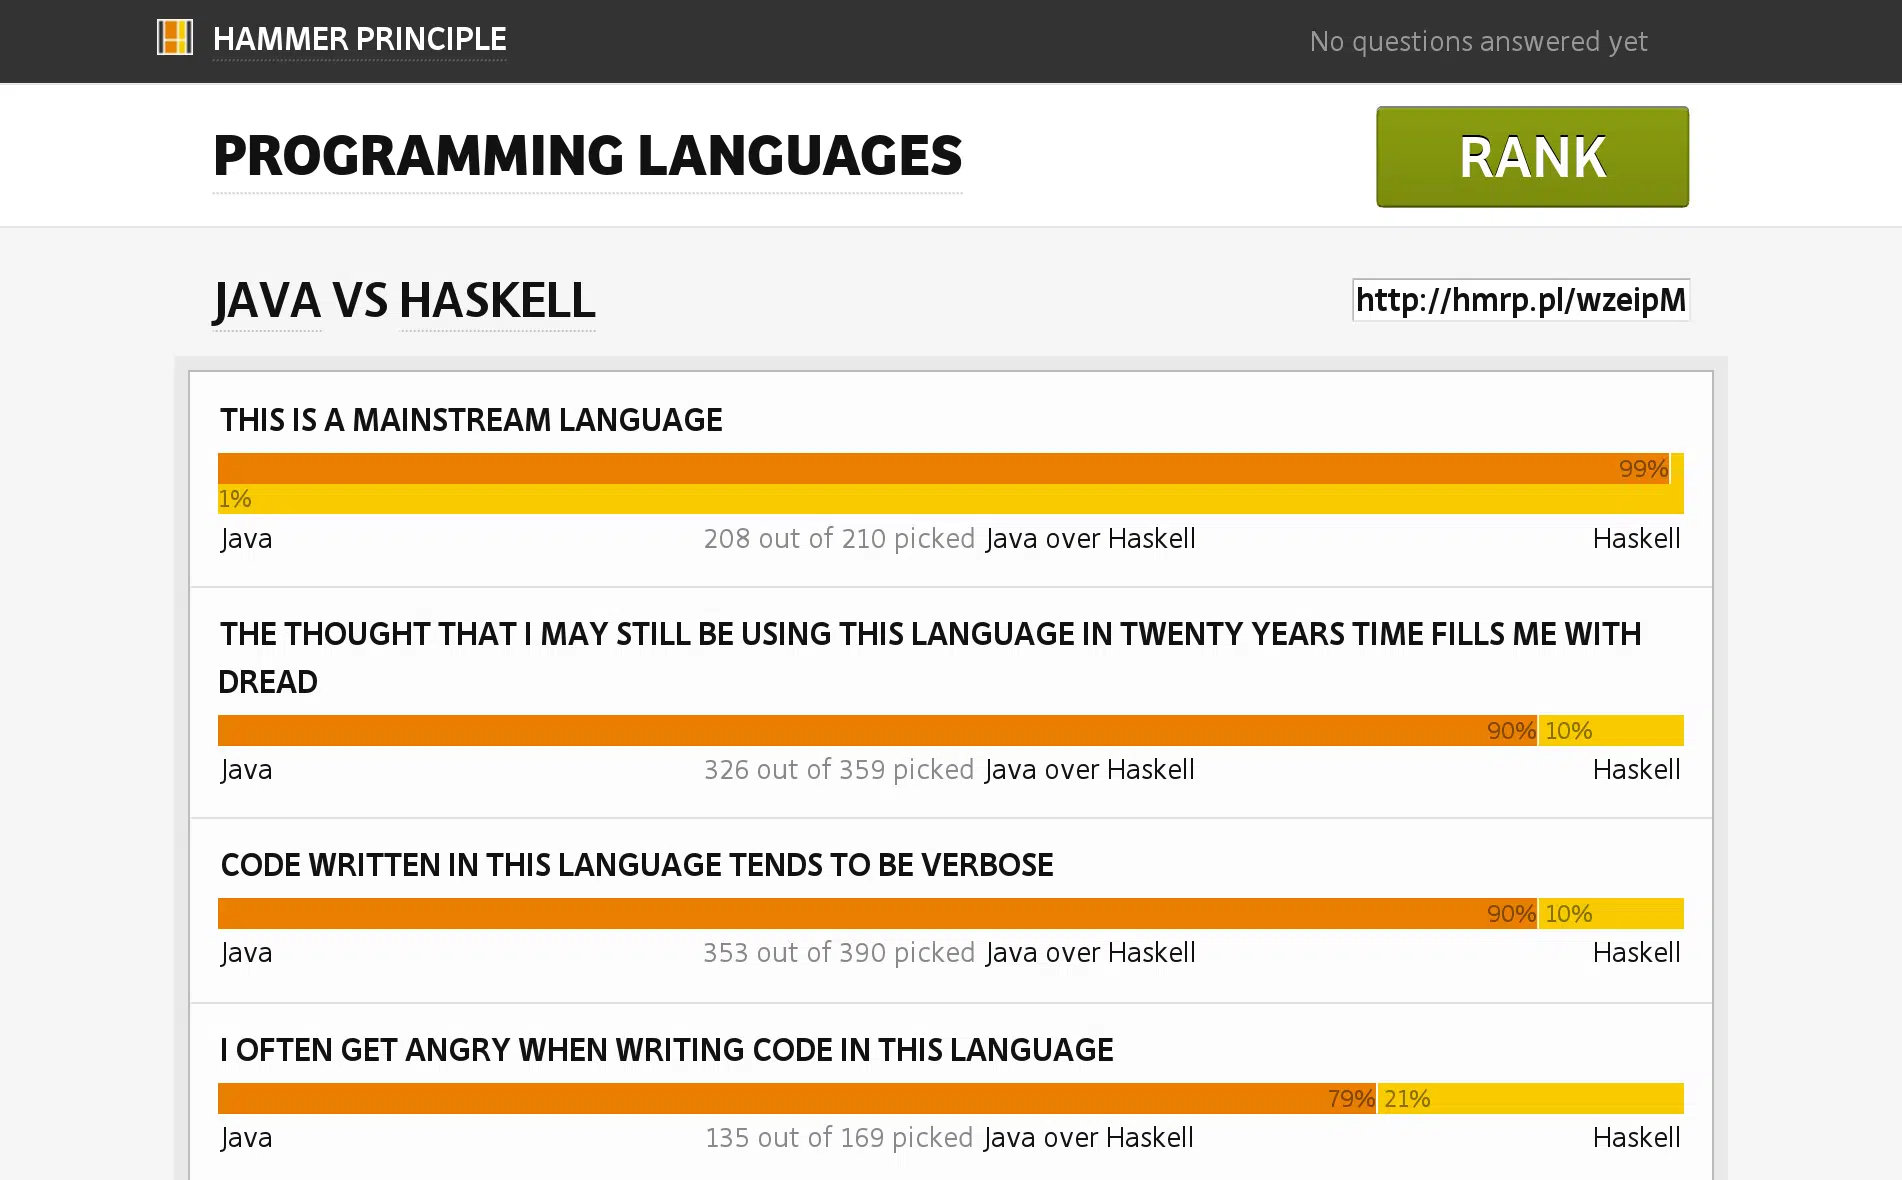 HAMMER PRINCIPLE
No questions answered yet
PROGRAMMING LANGUAGES
RANK
JAVA VS HASKELL
http://hmrp.pl/wzeipM
THIS IS A MAINSTREAM LANGUAGE
99%
1%
Java 208 out of 210 picked Java over Haskell Haskell
THE THOUGHT THAT I MAY STILL BE USING THIS LANGUAGE IN TWENTY YEARS TIME FILLS ME WITH
DREAD
90% 10%
Java 326 out of 359 picked Java over Haskell Haskell
CODE WRITTEN IN THIS LANGUAGE TENDS TO BE VERBOSE
90% 10%
Java 353 out of 390 picked Java over Haskell Haskell
I OFTEN GET ANGRY WHEN WRITING CODE IN THIS LANGUAGE
79% 21%
Java 135 out of 169 picked Java over Haskell Haskell